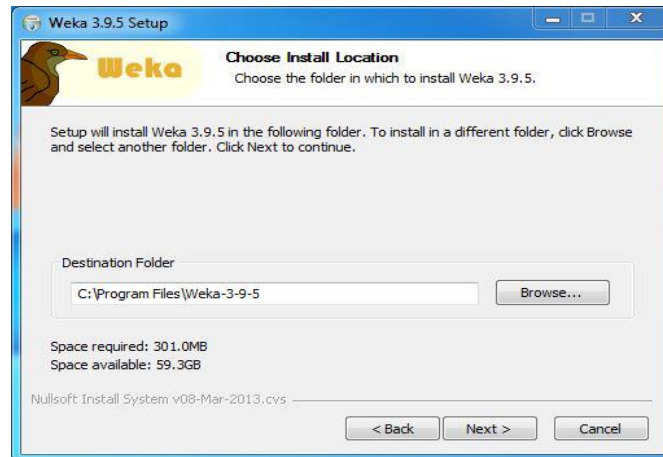 Weka 3.9.5 Setup
Weka
Choose Install Location
Choose the folder in which to install Weka 3.9.5.
Setup will install Weka 3.9.5 in the following folder. To install in a different folder, click Browse
and select another folder. Click Next to continue.
Destination Folder
C:\Program Files\Weka-3-9-5
Browse...
Space required: 301.0MB
Space available: 59.3GB
Nullsoft Install System v08-Mar-2013.cvs
< Back
Next >
Cancel